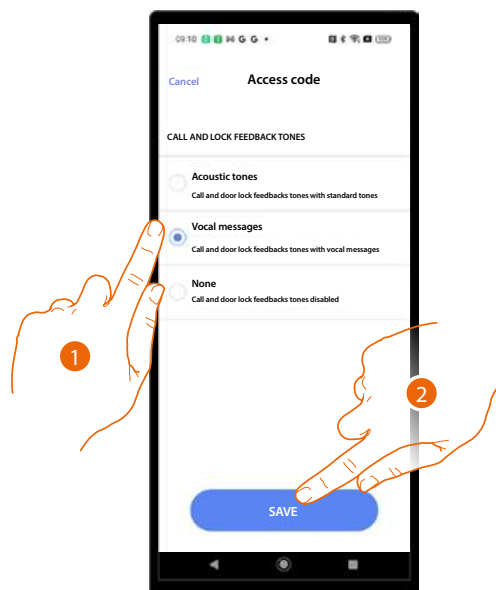 09:10 G G
Cancel
Access code
CALL AND LOCK FEEDBACK TONES
Acoustic tones
Call and door lock feedbacks tones with standard tones
Vocal messages
Call and door lock feedbacks tones with vocal messages
None
Call and door lock feedbacks tones disabled
1
2
SAVE